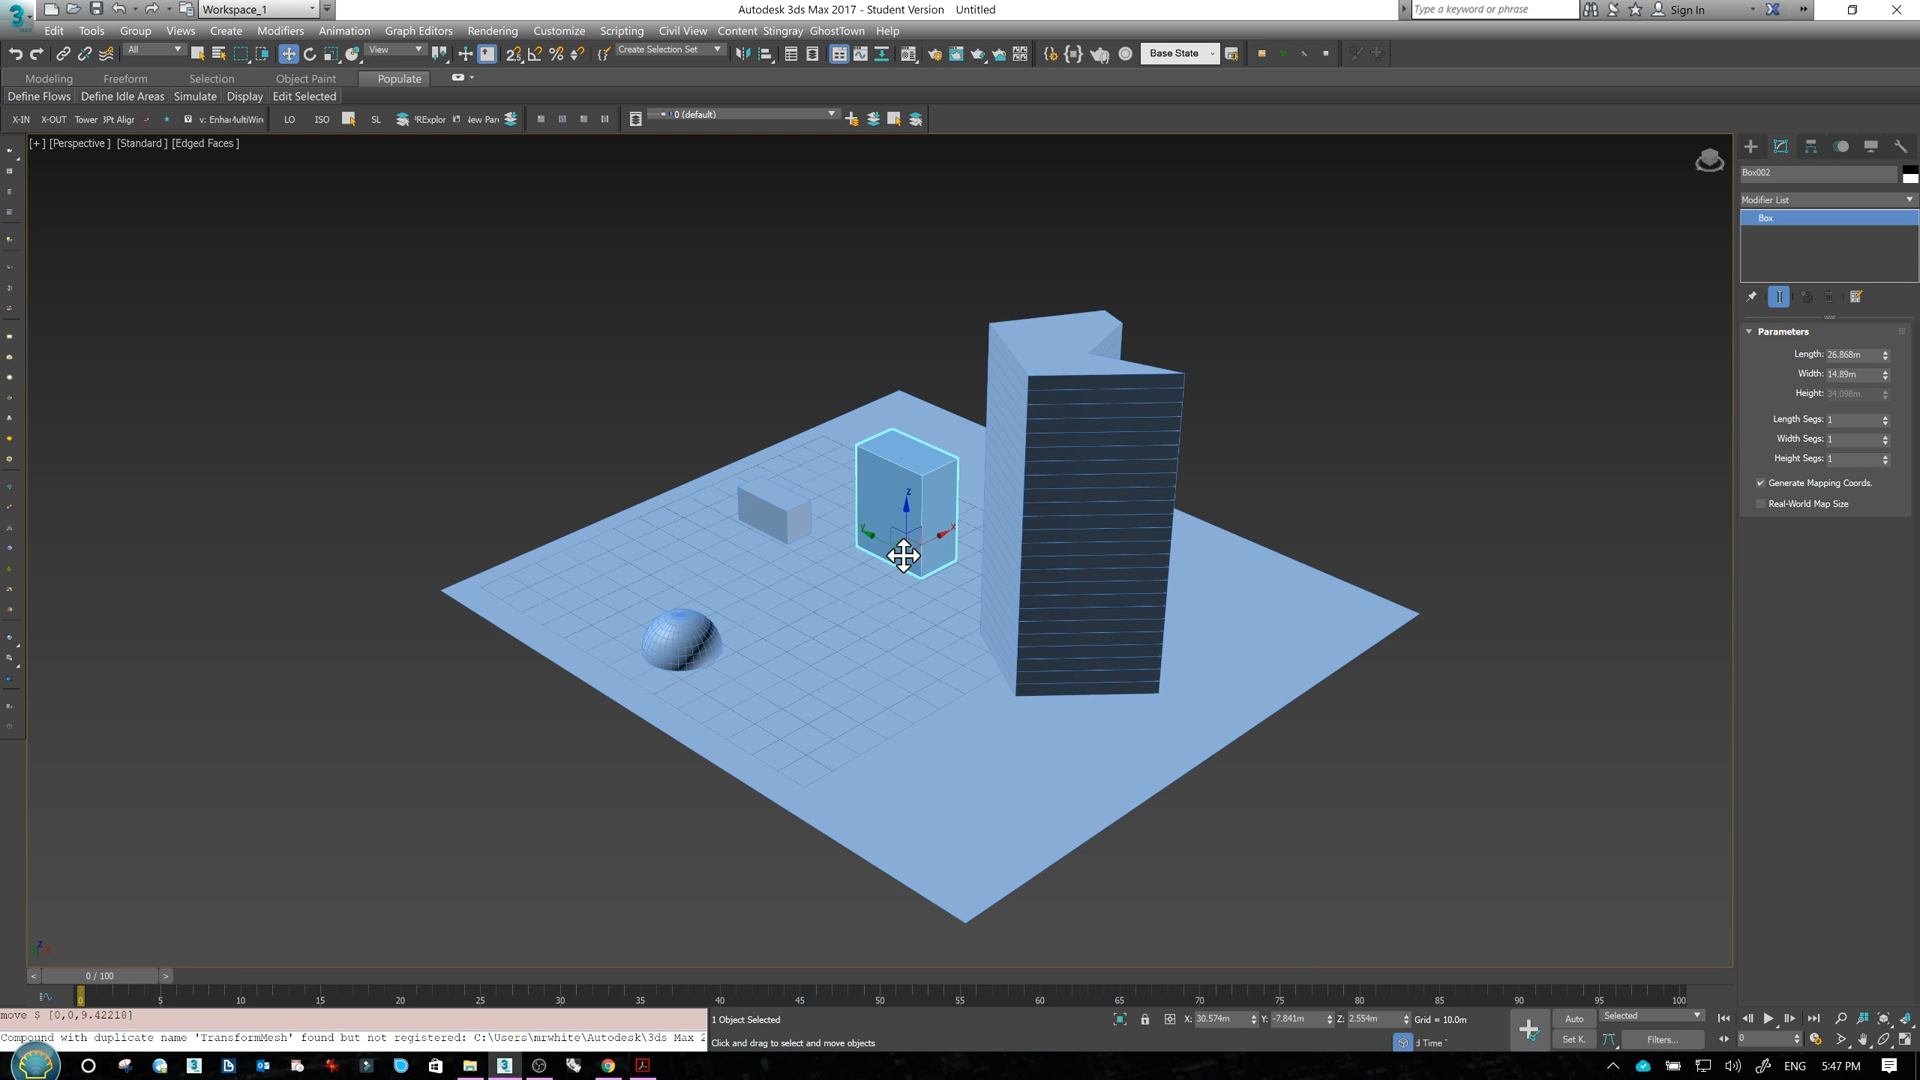 Workspace_1
Autodesk 3ds Max 2017 - Student Version Untitled
Type a keyword or phrase
Sign In
Edit Tools Group Views Create Modifiers Animation Graph Editors Rendering Customize Scripting Civil View Content Stingray GhostTown Help
All
View
Create Selection Set
Base State
Modeling Freeform Selection Object Paint Populate
Define Flows Define Idle Areas Simulate Display Edit Selected
X-IN X-OUT Tower 3Pt Align
LO ISO SL
0 (default)
[+] [Perspective] [Standard] [Edged Faces]
Box002
Modifier List
Box
Parameters
Length: 26.868m
Width: 14.89m
Height: 34.098m
Length Segs: 1
Width Segs: 1
Height Segs: 1
Generate Mapping Coords.
Real-World Map Size
z
y
x
z
< 0 / 100 >
0 5 10 15 20 25 30 35 40 45 50 55 60 65 70 75 80 85 90 95 100
move $ [0,0,9.42218]
Compound with duplicate name 'TransformMesh' found but not registered: C:\Users\mrwhite\Autodesk\3ds Max 2
1 Object Selected
Click and drag to select and move objects
X: 30.574m Y: -7.841m Z: 2.554m Grid = 10.0m
d Time
Auto
Selected
Set K.
Filters...
0
ENG 5:47 PM